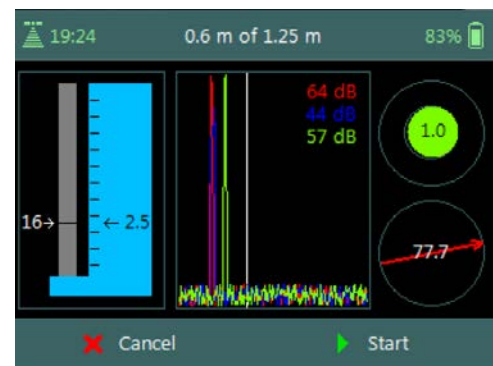 19:24 0.6 m of 1.25 m 83%
64 dB
44 dB
57 dB
1.0
16→ ← 2.5
77.7
Cancel Start